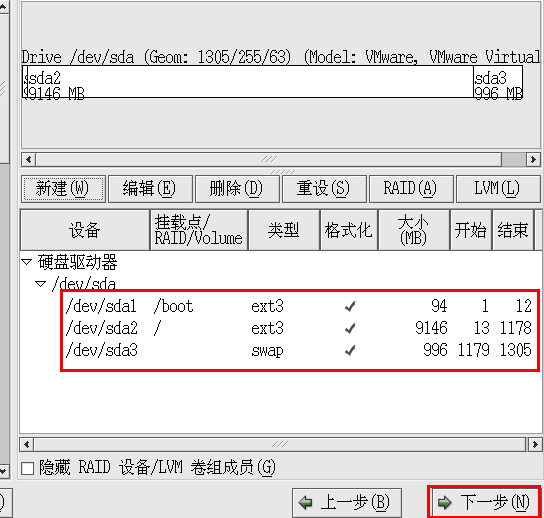 Drive /dev/sda (Geom: 1305/255/63) (Model: VMware, VMware Virtual
sda2 sda3
9146 MB 996 MB
新建(W) 编辑(E) 删除(D) 重设(S) RAID(A) LVM(L)
设备 挂载点/ RAID/Volume 类型 格式化 大小 (MB) 开始 结束
硬盘驱动器
/dev/sda
/dev/sda1 /boot ext3 ✓ 94 1 12
/dev/sda2 / ext3 ✓ 9146 13 1178
/dev/sda3 swap ✓ 996 1179 1305
隐藏 RAID 设备/LVM 卷组成员(G)
上一步(B) 下一步(N)